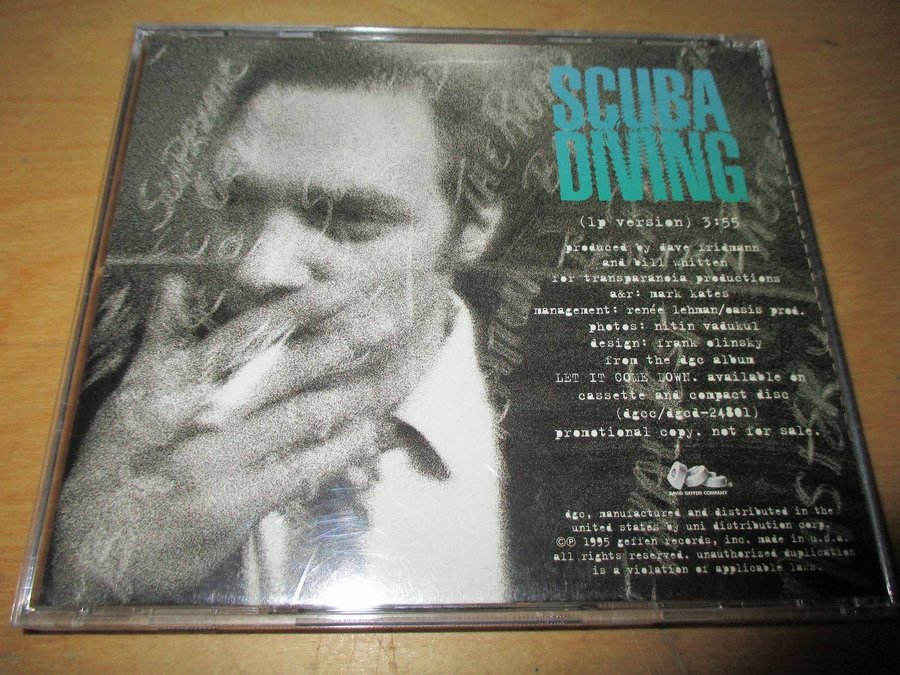 SCUBA
DIVING
(lp version) 3:55
produced by dave fridmann
and bill whitten
for transparanoia productions
a&r: mark kates
management: renée lehman/oasis prod.
photos: nitin vadukul
design: frank olinsky
from the dgc album
LET IT COME DOWN. available on
cassette and compact disc
(dgcc/dgcd-24801)
promotional copy. not for sale.
DAVID GEFFEN COMPANY
dgc, manufactured and distributed in the
united states by uni distribution corp.
©℗ 1995 geffen records, inc. made in u.s.a.
all rights reserved. unauthorized duplication
is a violation of applicable laws.